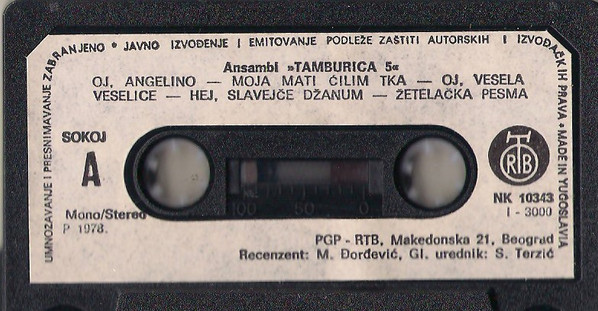 UMNOŽAVANJE I PRESNIMAVANJE ZABRANJENO * JAVNO IZVOĐENJE I EMITOVANJE PODLEŽE ZAŠTITI AUTORSKIH I IZVOĐAČKIH PRAVA * MADE IN YUGOSLAVIA
Ansambl »TAMBURICA 5«
OJ, ANGELINO — MOJA MATI ĆILIM TKA — OJ, VESELA
VESELICE — HEJ, SLAVEJČE DŽANUM — ŽETELAČKA PESMA
SOKOJ
A
RTB
100 50 0
NK 10343
I - 3000
Mono/Stereo
P 1978.
PGP - RTB, Makedonska 21, Beograd
Recenzent: M. Đorđević, Gl. urednik: S. Terzić